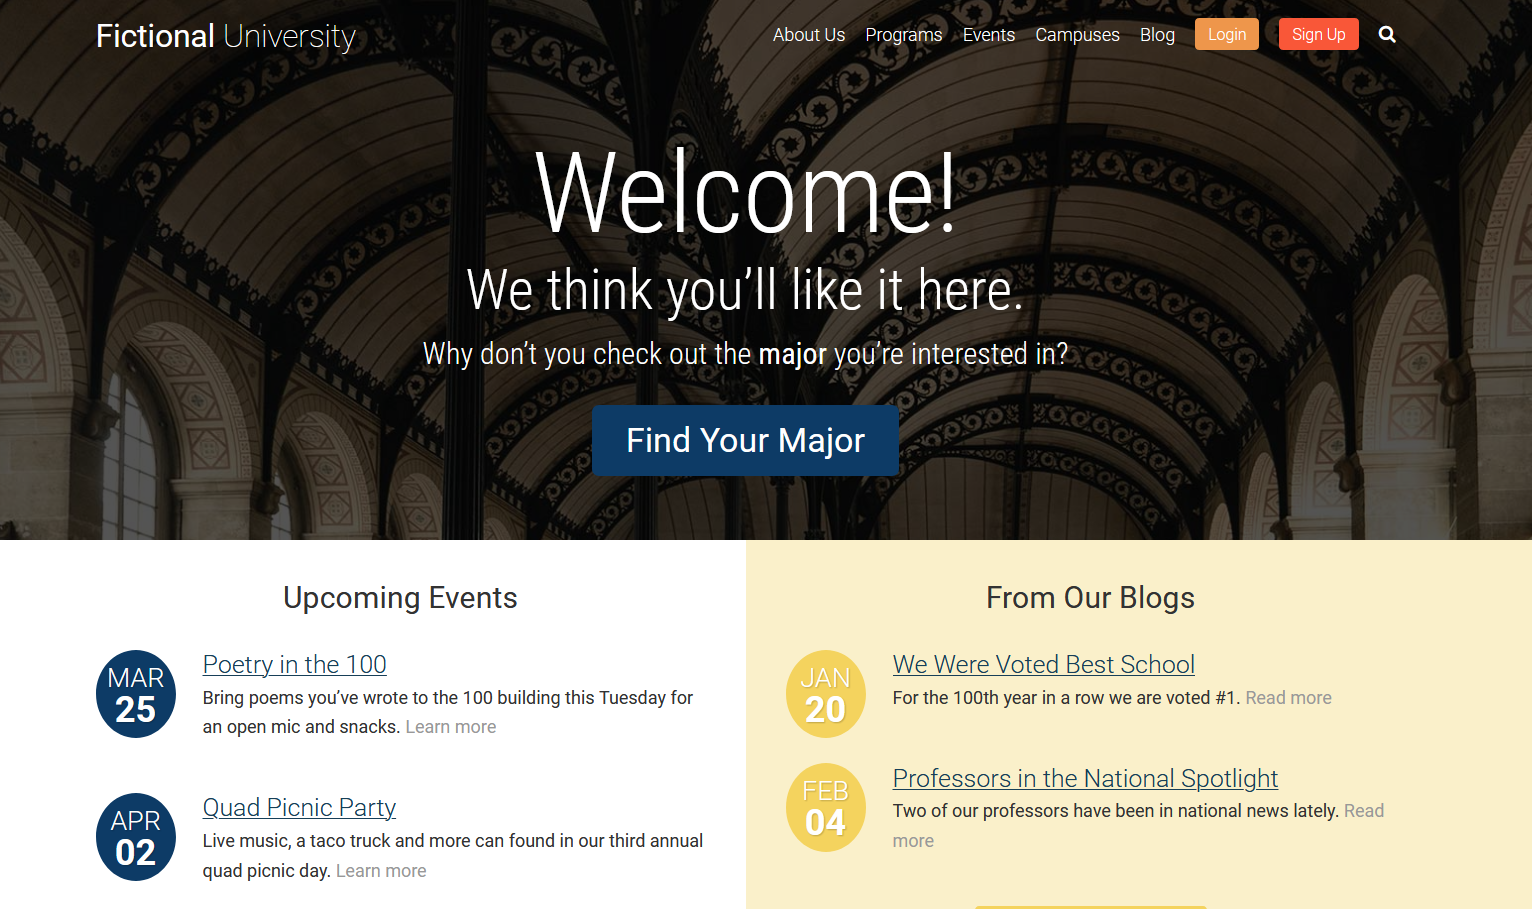 Fictional University
About Us Programs Events Campuses Blog Login Sign Up
Welcome!
We think you’ll like it here.
Why don’t you check out the major you’re interested in?
Find Your Major
Upcoming Events
MAR
25
Poetry in the 100
Bring poems you’ve wrote to the 100 building this Tuesday for
an open mic and snacks. Learn more
APR
02
Quad Picnic Party
Live music, a taco truck and more can found in our third annual
quad picnic day. Learn more
From Our Blogs
JAN
20
We Were Voted Best School
For the 100th year in a row we are voted #1. Read more
FEB
04
Professors in the National Spotlight
Two of our professors have been in national news lately. Read
more